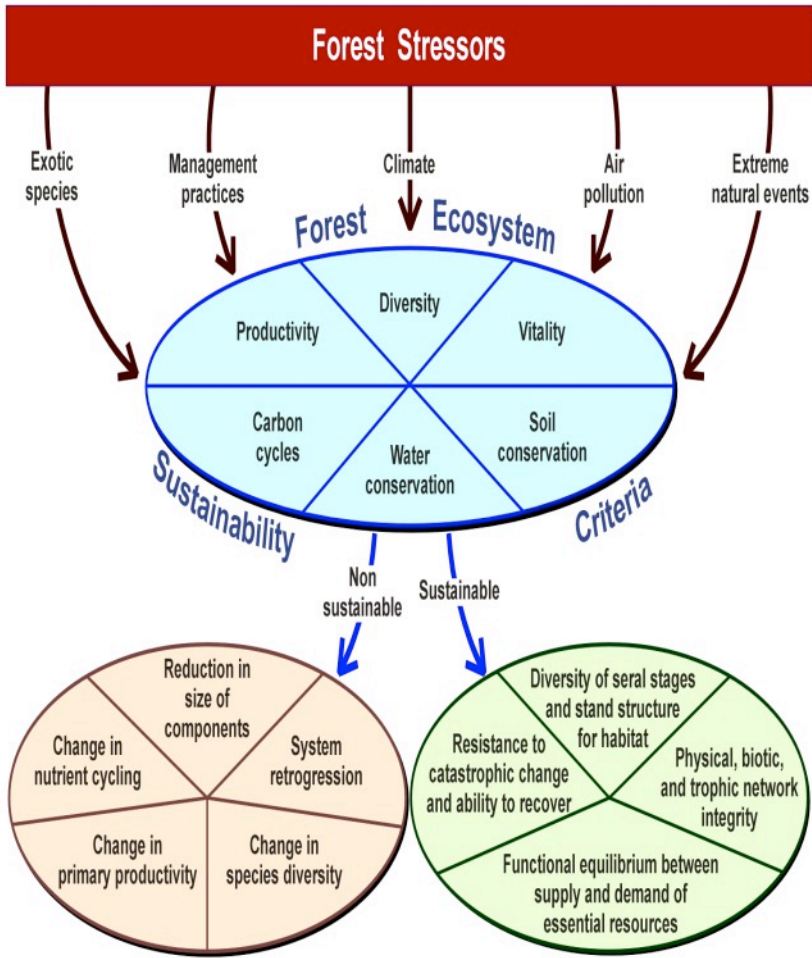 Forest Stressors
Exotic
species
Management
practices
Climate
Air
pollution
Extreme
natural events
Forest Ecosystem
Sustainability Criteria
Productivity
Diversity
Vitality
Carbon
cycles
Water
conservation
Soil
conservation
Non
sustainable
Sustainable
Reduction in
size of
components
Change in
nutrient cycling
System
retrogression
Change in
primary productivity
Change in
species diversity
Diversity of seral stages
and stand structure
for habitat
Resistance to
catastrophic change
and ability to recover
Physical, biotic,
and trophic network
integrity
Functional equilibrium between
supply and demand of
essential resources